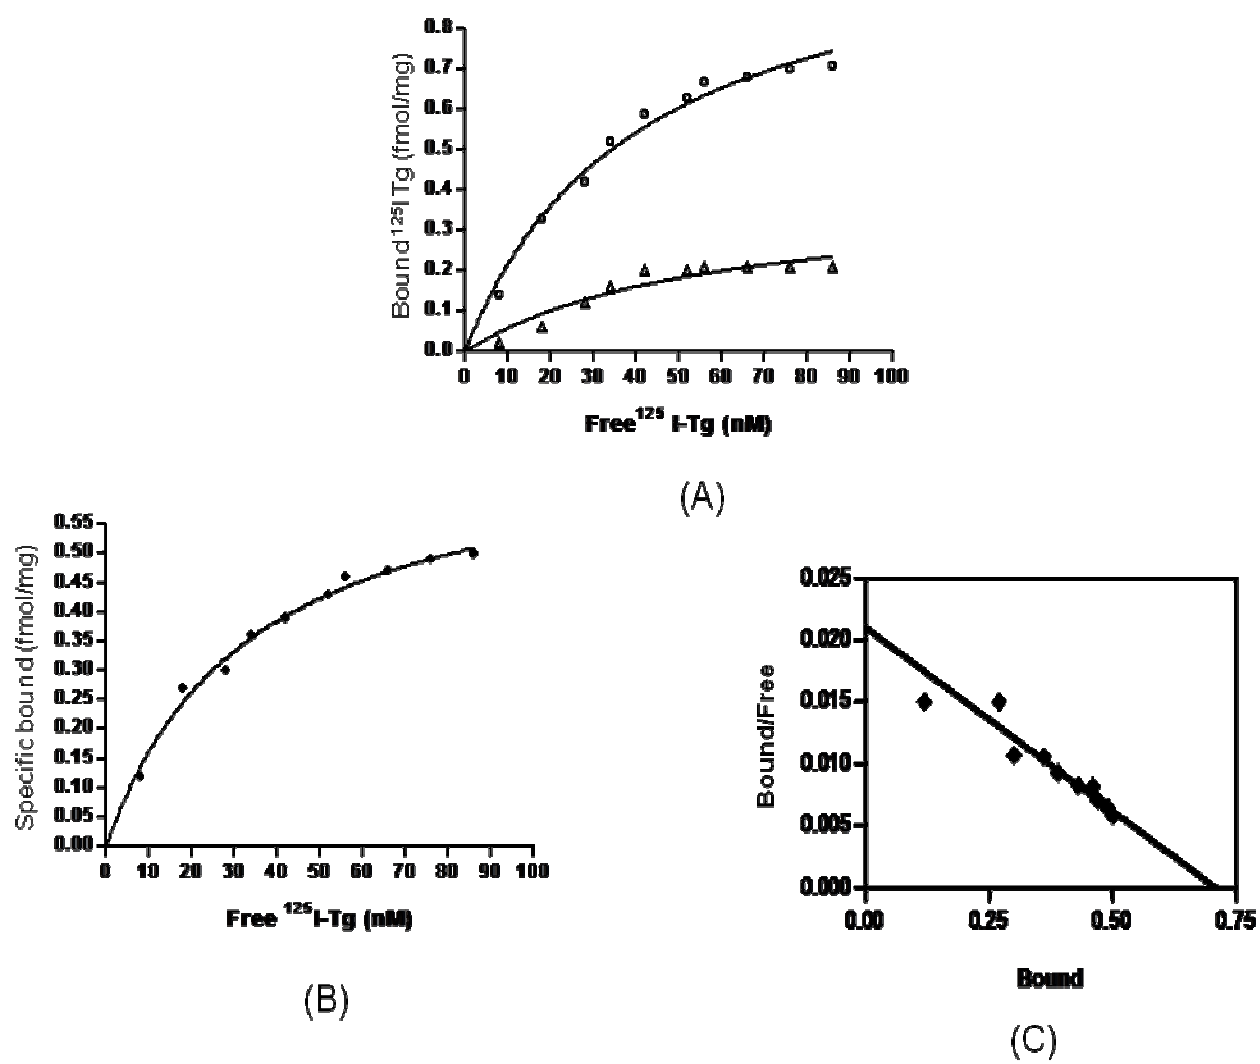 0.8
0.7
0.6
0.5
0.4
0.3
0.2
0.1
0.0
Bound ¹²⁵I Tg (fmol/mg)
0 10 20 30 40 50 60 70 80 90 100
Free¹²⁵ I-Tg (nM)
(A)
0.55
0.50
0.45
0.40
0.35
0.30
0.25
0.20
0.15
0.10
0.05
0.00
Specific bound (fmol/mg)
0 10 20 30 40 50 60 70 80 90 100
Free ¹²⁵I-Tg (nM)
(B)
0.025
0.020
0.015
0.010
0.005
0.000
Bound/Free
0.00 0.25 0.50 0.75
Bound
(C)